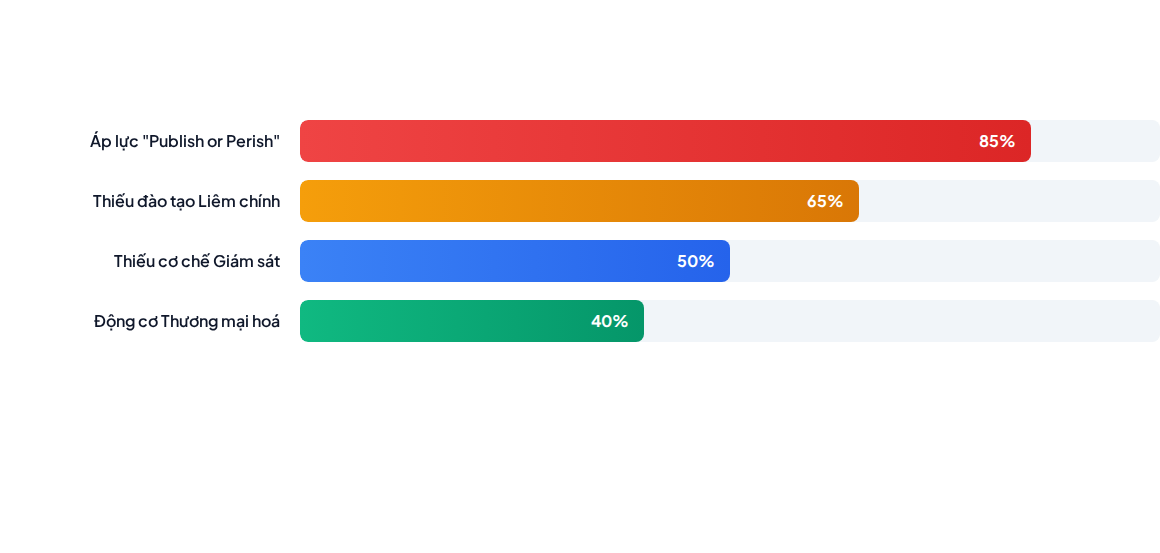 Áp lực "Publish or Perish" 85%
Thiếu đào tạo Liêm chính 65%
Thiếu cơ chế Giám sát 50%
Động cơ Thương mại hoá 40%